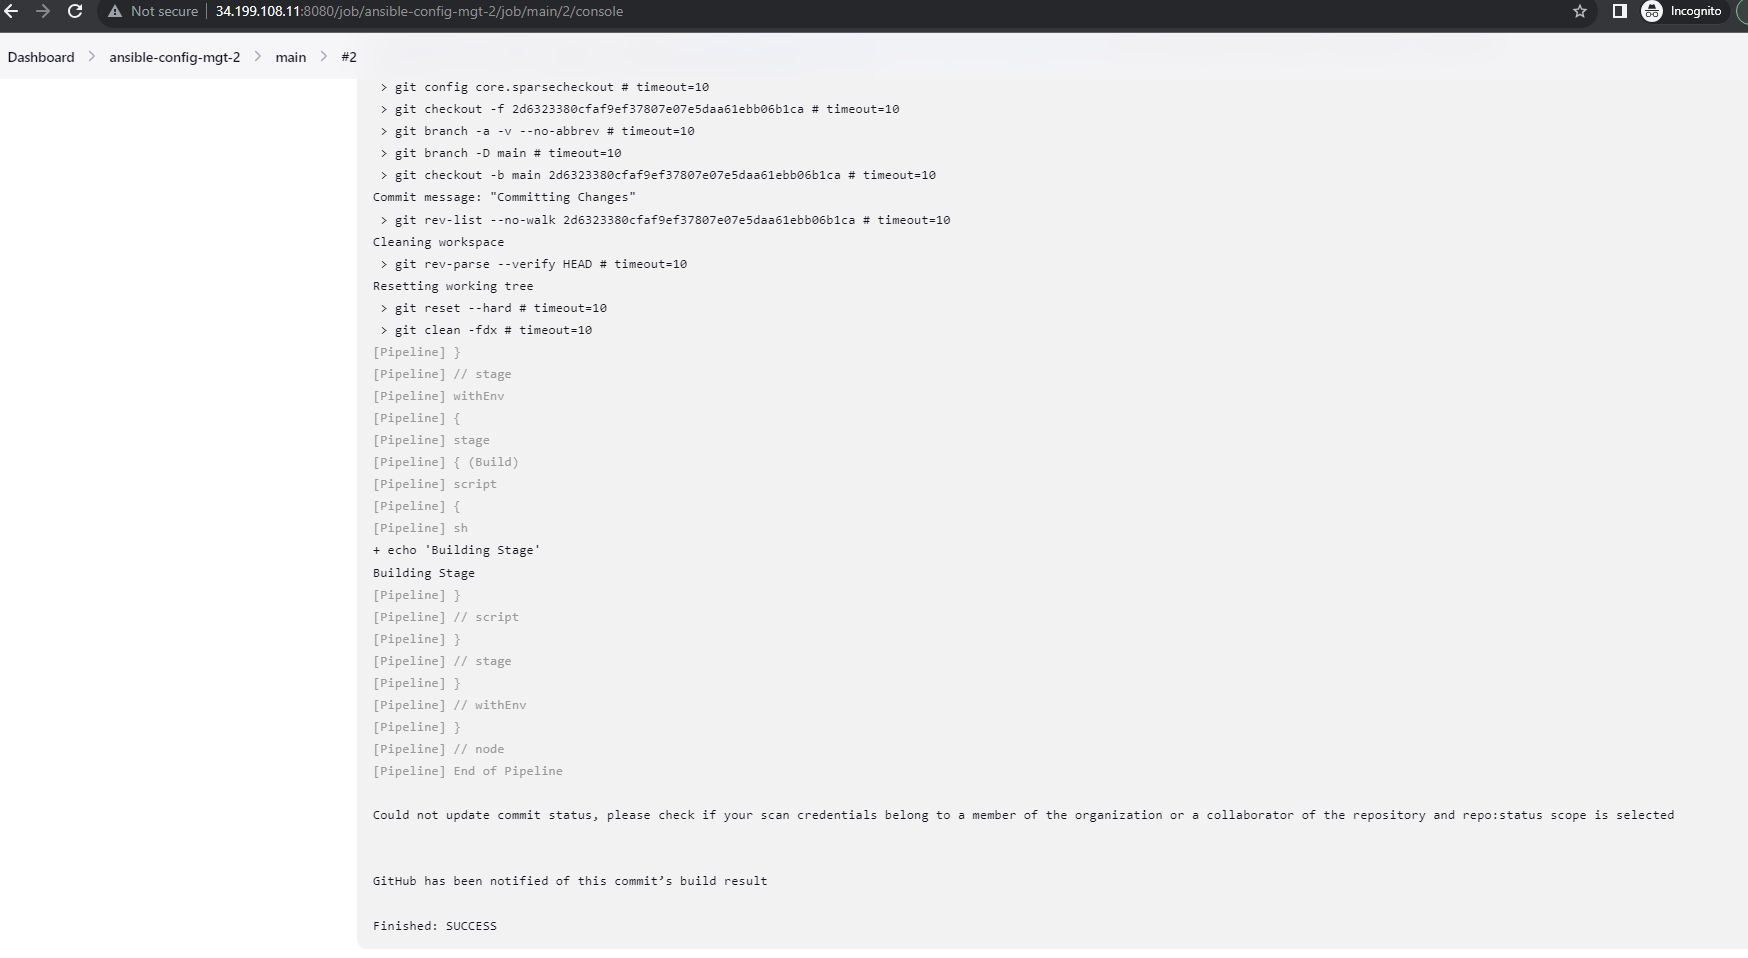 Not secure | 34.199.108.11:8080/job/ansible-config-mgt-2/job/main/2/console Incognito
Dashboard > ansible-config-mgt-2 > main > #2
> git config core.sparsecheckout # timeout=10
> git checkout -f 2d6323380cfaf9ef37807e07e5daa61ebb06b1ca # timeout=10
> git branch -a -v --no-abbrev # timeout=10
> git branch -D main # timeout=10
> git checkout -b main 2d6323380cfaf9ef37807e07e5daa61ebb06b1ca # timeout=10
Commit message: "Committing Changes"
> git rev-list --no-walk 2d6323380cfaf9ef37807e07e5daa61ebb06b1ca # timeout=10
Cleaning workspace
> git rev-parse --verify HEAD # timeout=10
Resetting working tree
> git reset --hard # timeout=10
> git clean -fdx # timeout=10
[Pipeline] }
[Pipeline] // stage
[Pipeline] withEnv
[Pipeline] {
[Pipeline] stage
[Pipeline] { (Build)
[Pipeline] script
[Pipeline] {
[Pipeline] sh
+ echo 'Building Stage'
Building Stage
[Pipeline] }
[Pipeline] // script
[Pipeline] }
[Pipeline] // stage
[Pipeline] }
[Pipeline] // withEnv
[Pipeline] }
[Pipeline] // node
[Pipeline] End of Pipeline
Could not update commit status, please check if your scan credentials belong to a member of the organization or a collaborator of the repository and repo:status scope is selected
GitHub has been notified of this commit’s build result
Finished: SUCCESS